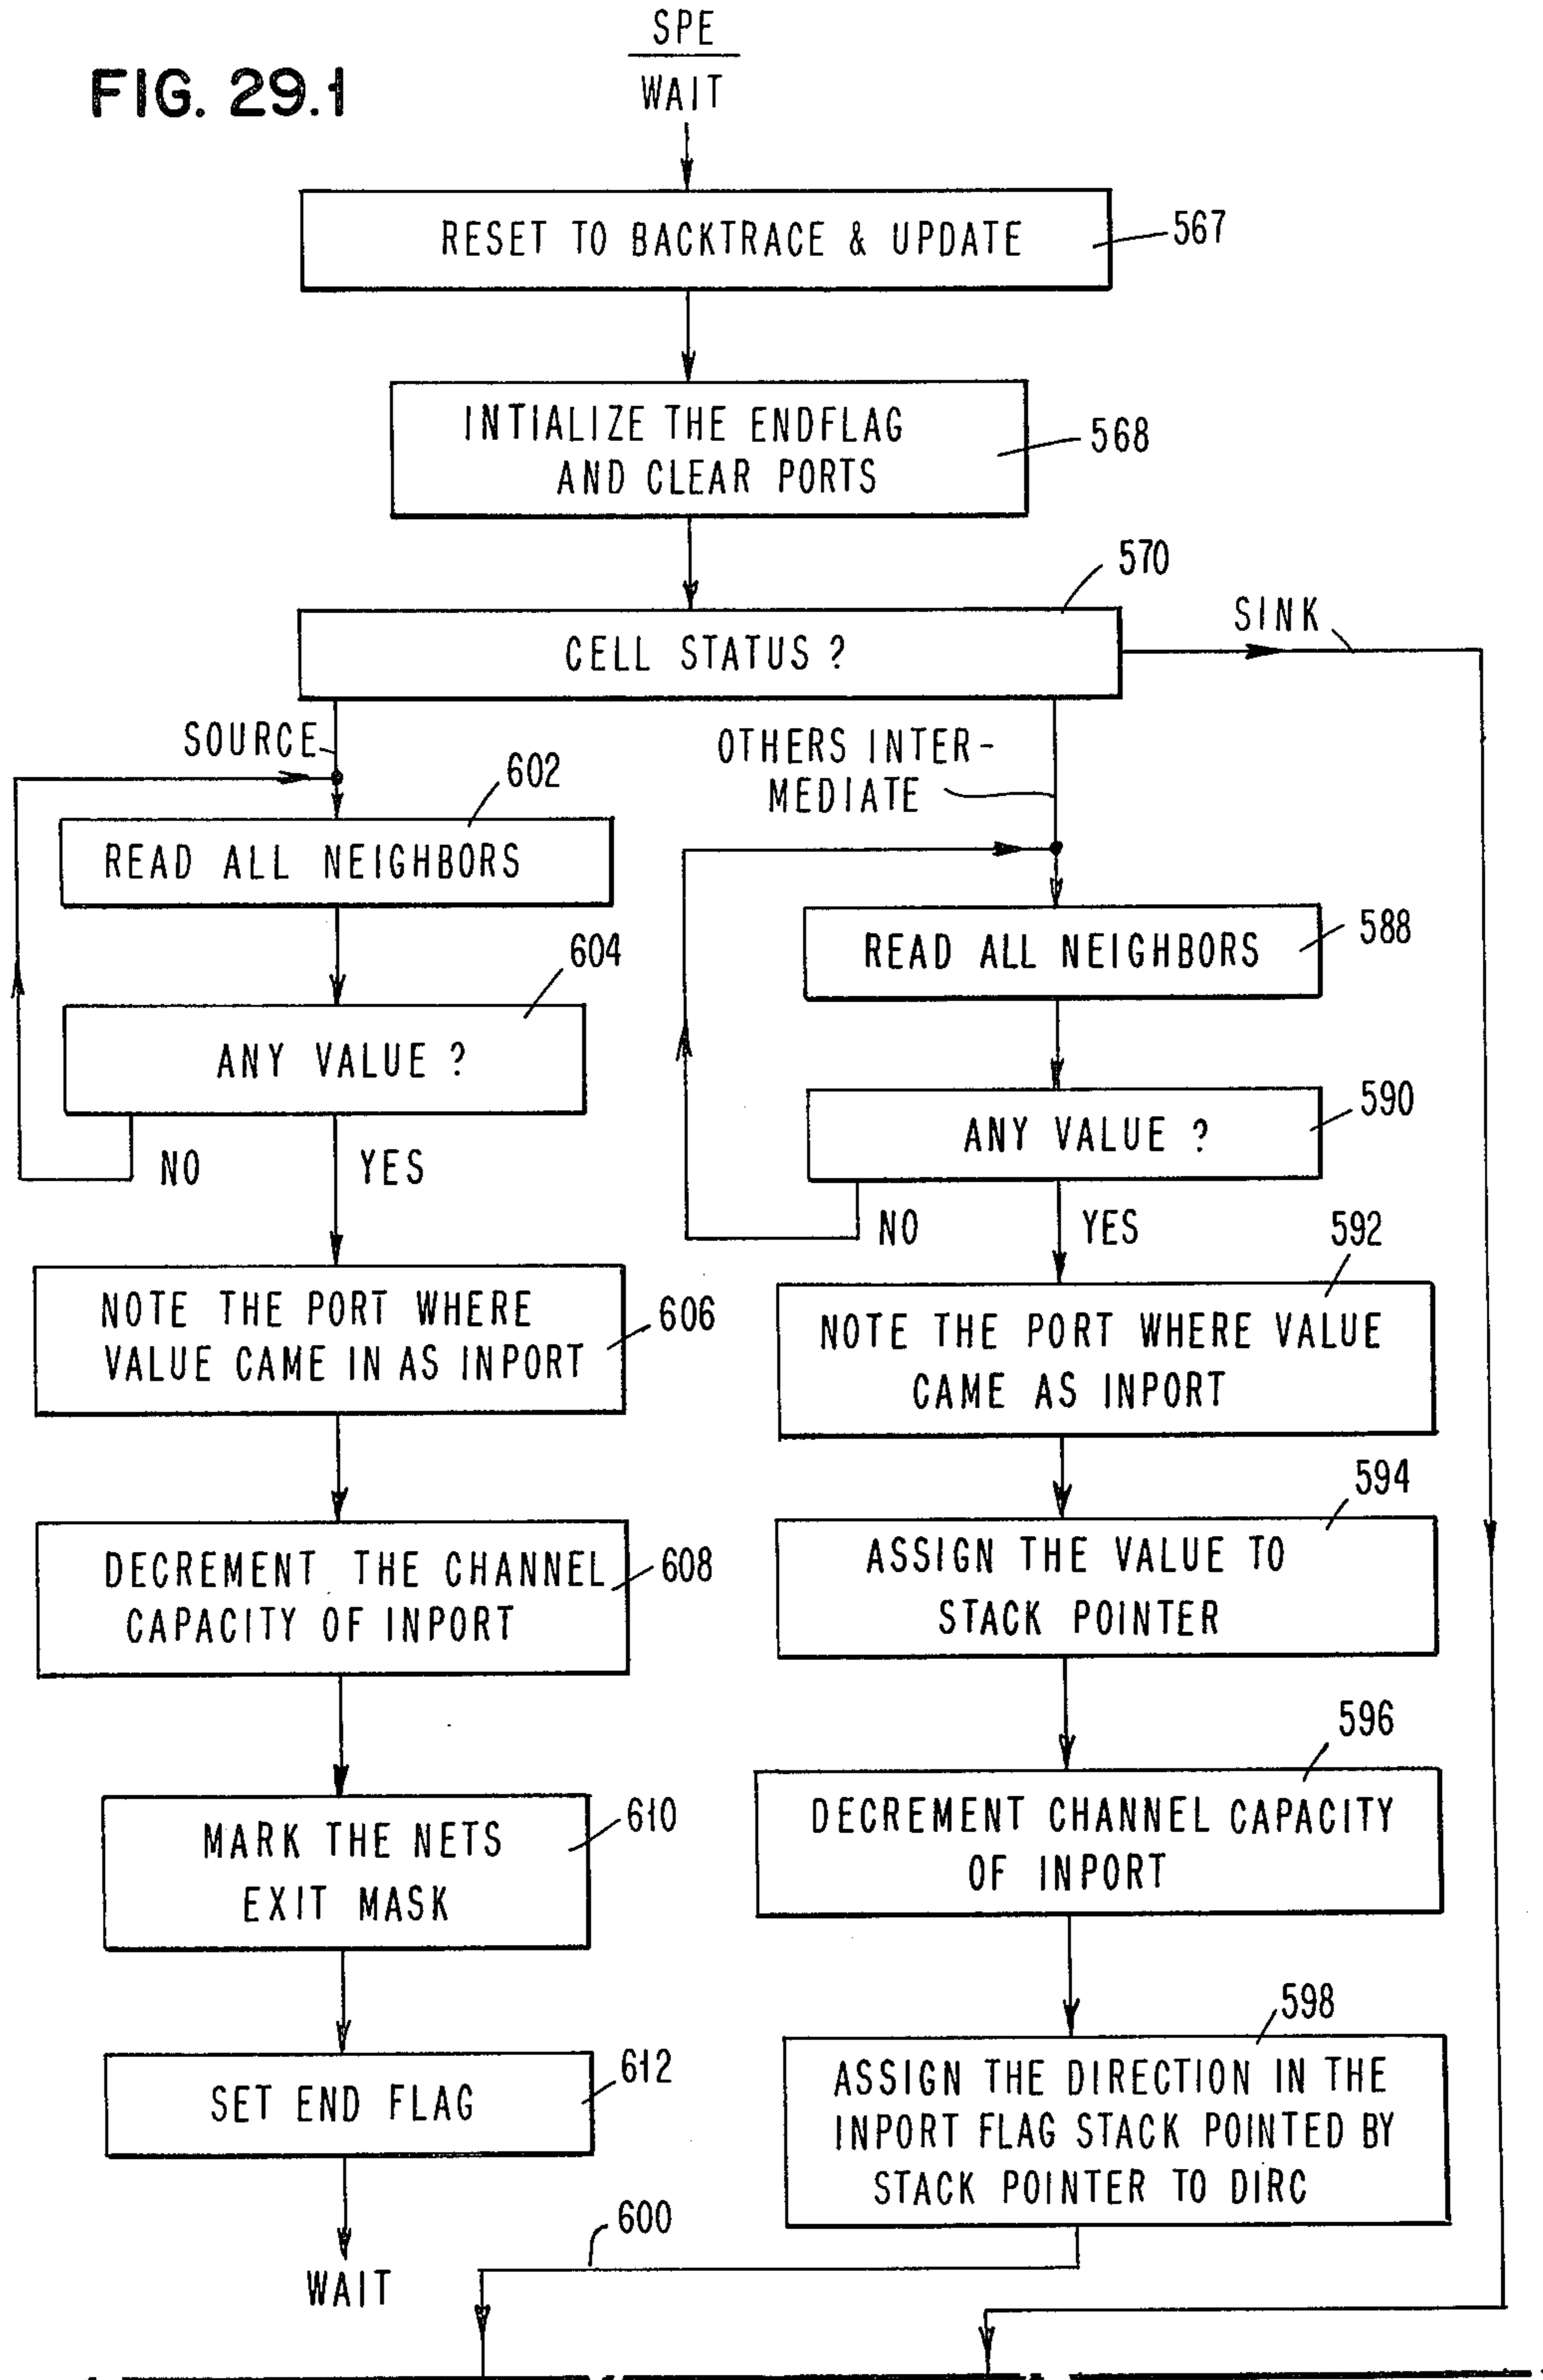 FIG. 29.1
SPE
WAIT
RESET TO BACKTRACE & UPDATE
567
INTIALIZE THE ENDFLAG
AND CLEAR PORTS
568
570
CELL STATUS ?
SINK
SOURCE
OTHERS INTER-
MEDIATE
602
READ ALL NEIGHBORS
604
ANY VALUE ?
NO
YES
NOTE THE PORT WHERE
VALUE CAME IN AS INPORT
606
DECREMENT THE CHANNEL
CAPACITY OF INPORT
608
MARK THE NETS
EXIT MASK
610
SET END FLAG
612
WAIT
588
READ ALL NEIGHBORS
590
ANY VALUE ?
NO
YES
592
NOTE THE PORT WHERE VALUE
CAME AS INPORT
594
ASSIGN THE VALUE TO
STACK POINTER
596
DECREMENT CHANNEL CAPACITY
OF INPORT
598
ASSIGN THE DIRECTION IN THE
INPORT FLAG STACK POINTED BY
STACK POINTER TO DIRC
600